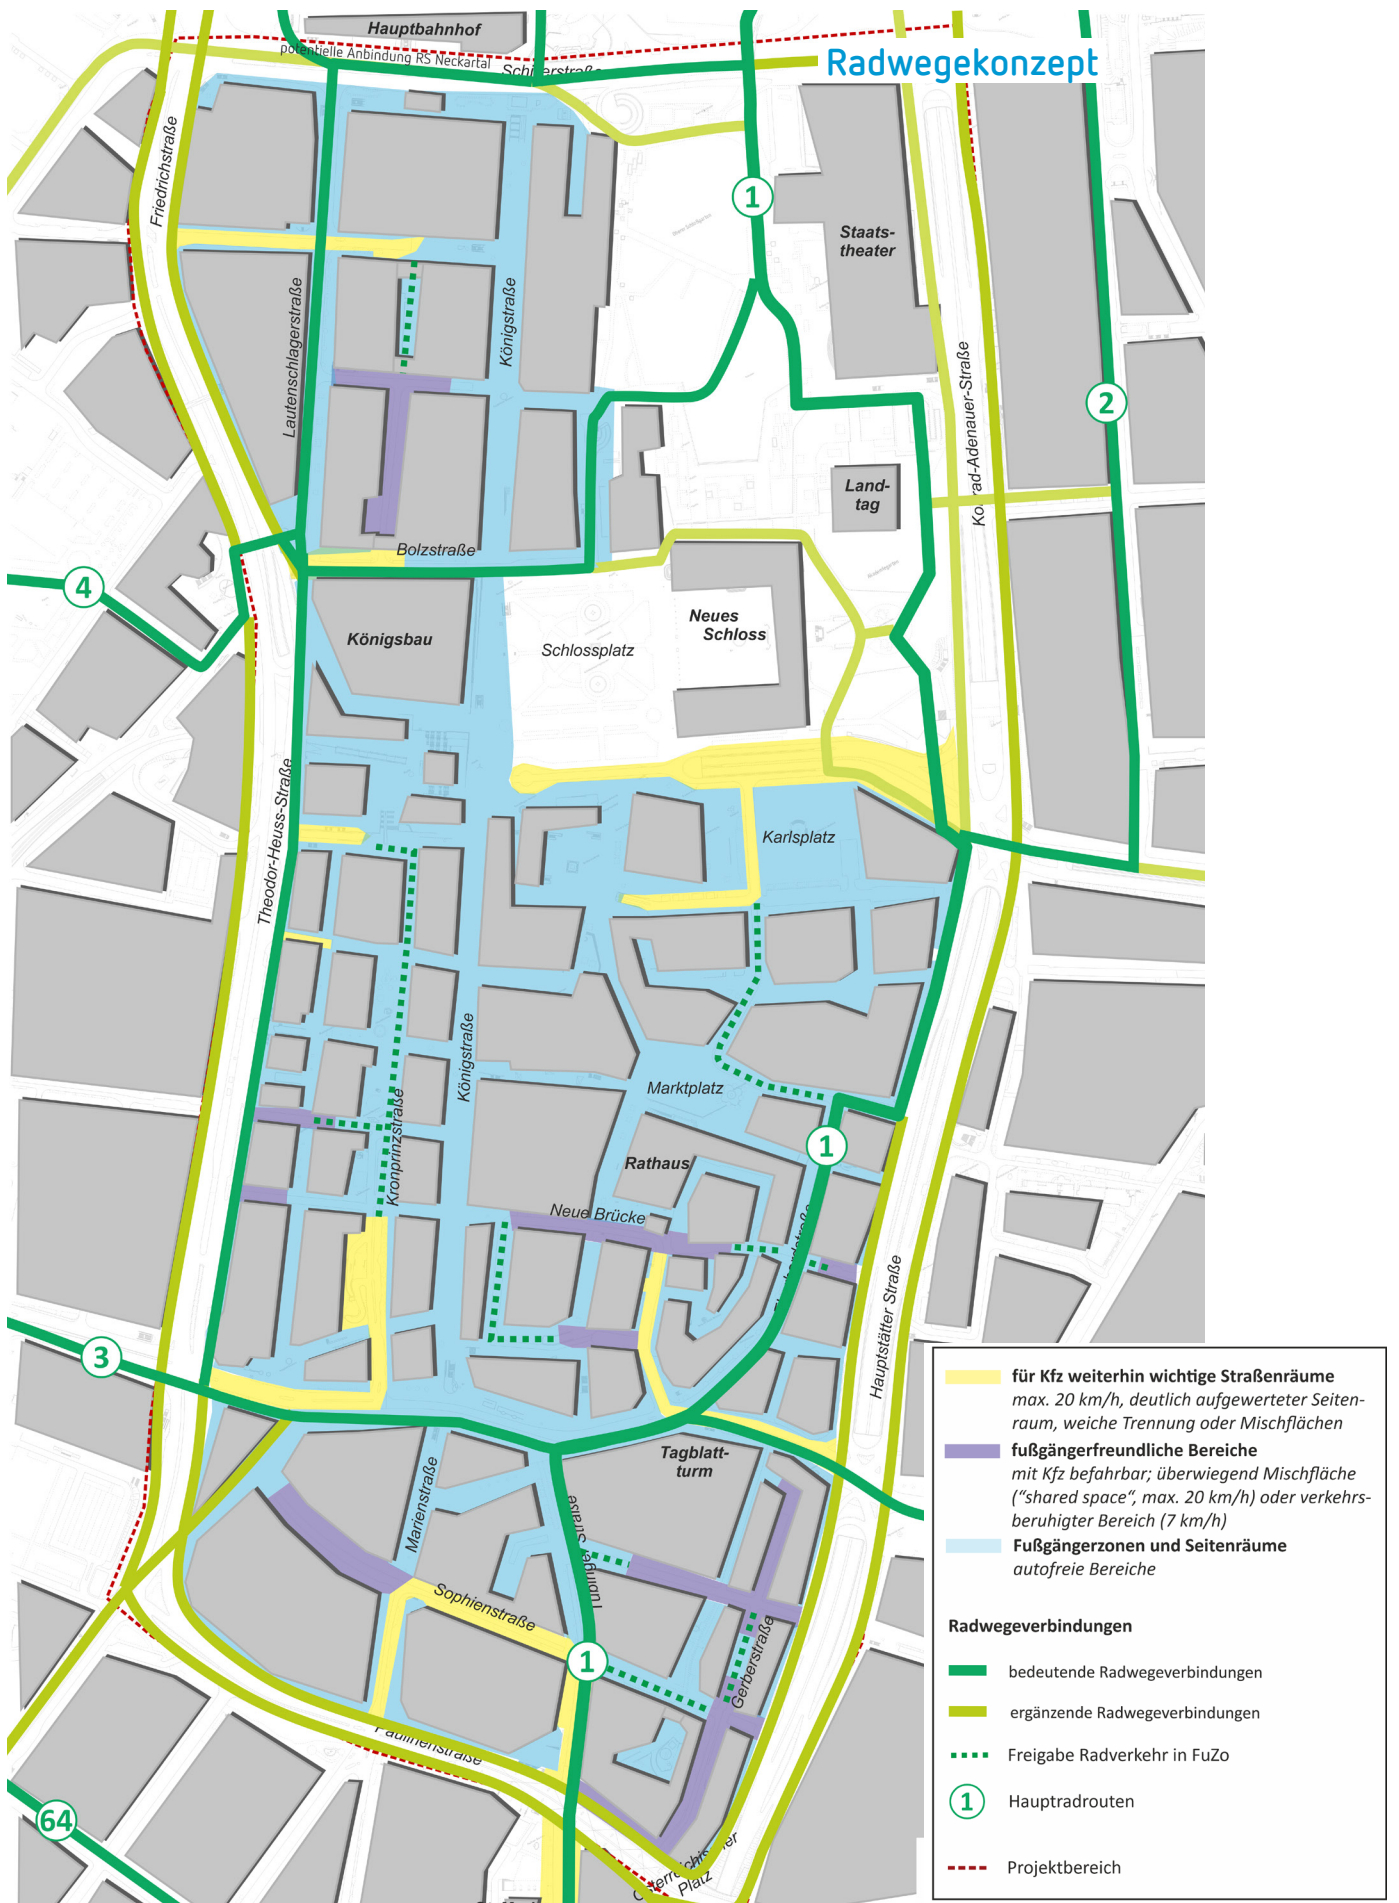 Hauptbahnhof
potentielle Anbindung RS Neckartal
Schillerstraße
Radwegekonzept
Friedrichstraße
1
Staats-
theater
Lautenschlagerstraße
Königstraße
Konrad-Adenauer-Straße
2
Land-
tag
Bolzstraße
4
Königsbau
Neues
Schloss
Schlossplatz
Theodor-Heuss-Straße
Karlsplatz
Königstraße
Marktplatz
Kronprinzstraße
1
Rathaus
Neue Brücke
Hauptstätter Straße
3
Tagblatt-
turm
Marienstraße
Tübinger Straße
Sophienstraße
Gerberstraße
1
Paulinenstraße
64
Österreichischer
Platz
für Kfz weiterhin wichtige Straßenräume
max. 20 km/h, deutlich aufgewerteter Seiten-
raum, weiche Trennung oder Mischflächen
fußgängerfreundliche Bereiche
mit Kfz befahrbar; überwiegend Mischfläche
(“shared space“, max. 20 km/h) oder verkehrs-
beruhigter Bereich (7 km/h)
Fußgängerzonen und Seitenräume
autofreie Bereiche
Radwegeverbindungen
bedeutende Radwegeverbindungen
ergänzende Radwegeverbindungen
Freigabe Radverkehr in FuZo
1 Hauptradrouten
Projektbereich